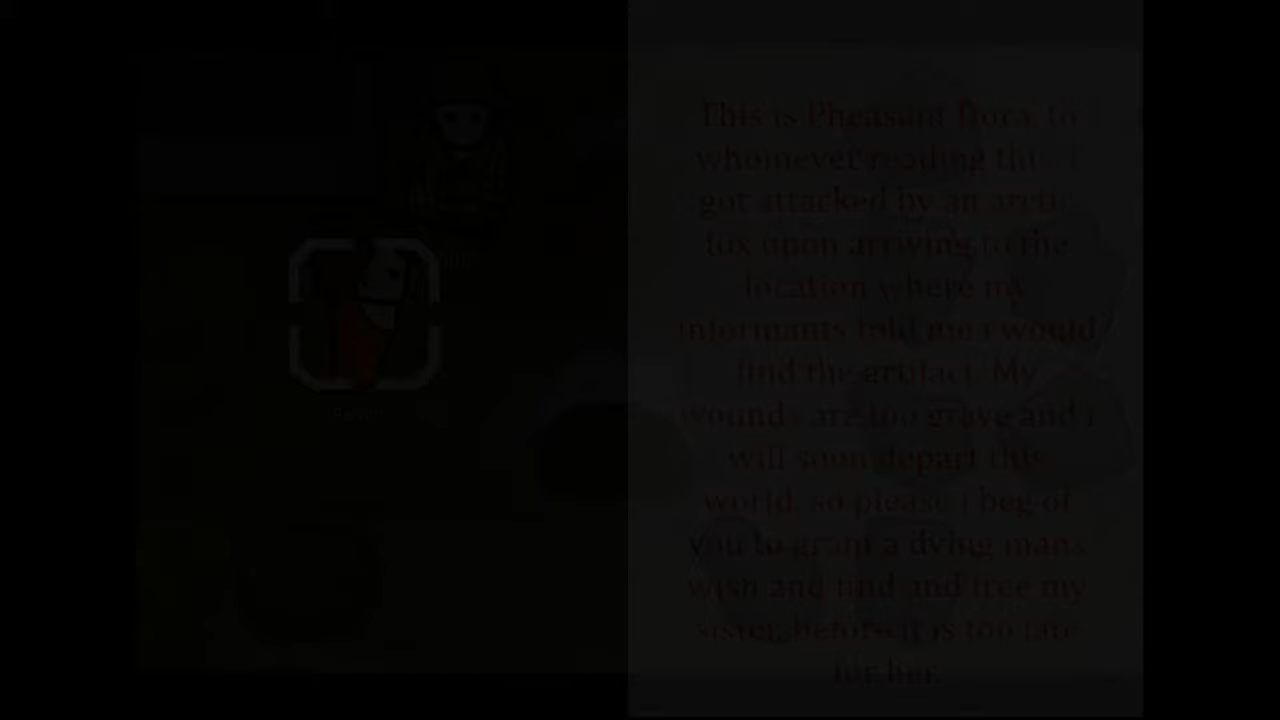 This is Pheasant Flora, to
whomever reading this i
got attacked by an arctic
fox upon arriving to the
location where my
informants told me i would
find the artifact. My
wounds are too grave and i
will soon depart this
world, so please i beg of
you to grant a dying mans
wish and find and free my
sister, before it is too late
for her.